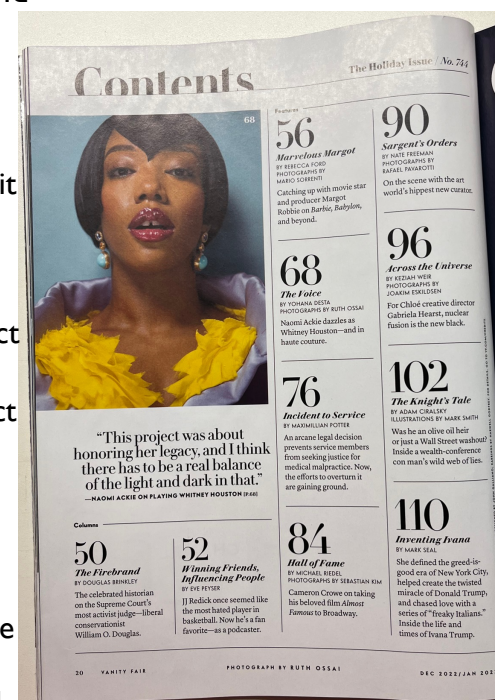 it
ct
ct
e
Contents
The Holiday Issue / No. 744
68
"This project was about
honoring her legacy, and I think
there has to be a real balance
of the light and dark in that."
—NAOMI ACKIE ON PLAYING WHITNEY HOUSTON [P.68]
Columns
50
The Firebrand
BY DOUGLAS BRINKLEY
The celebrated historian
on the Supreme Court's
most activist judge—liberal
conservationist
William O. Douglas.
52
Winning Friends,
Influencing People
BY EVE PEYSER
JJ Redick once seemed like
the most hated player in
basketball. Now he's a fan
favorite—as a podcaster.
Features
56
Marvelous Margot
BY REBECCA FORD
PHOTOGRAPHS BY
MARIO SORRENTI
Catching up with movie star
and producer Margot
Robbie on Barbie, Babylon,
and beyond.
68
The Voice
BY YOHANA DESTA
PHOTOGRAPHS BY RUTH OSSAI
Naomi Ackie dazzles as
Whitney Houston—and in
haute couture.
76
Incident to Service
BY MAXIMILLIAN POTTER
An arcane legal decision
prevents service members
from seeking justice for
medical malpractice. Now,
the efforts to overturn it
are gaining ground.
84
Hall of Fame
BY MICHAEL RIEDEL
PHOTOGRAPHS BY SEBASTIAN KIM
Cameron Crowe on taking
his beloved film Almost
Famous to Broadway.
90
Sargent's Orders
BY NATE FREEMAN
PHOTOGRAPHS BY
RAFAEL PAVAROTTI
On the scene with the art
world's hippest new curator.
96
Across the Universe
BY KEZIAH WEIR
PHOTOGRAPHS BY
JOAKIM ESKILDSEN
For Chloé creative director
Gabriela Hearst, nuclear
fusion is the new black.
102
The Knight's Tale
BY ADAM CIRALSKY
ILLUSTRATIONS BY MARK SMITH
Was he an olive oil heir
or just a Wall Street washout?
Inside a wealth-conference
con man's wild web of lies.
110
Inventing Ivana
BY MARK SEAL
She defined the greed-is-
good era of New York City,
helped create the twisted
miracle of Donald Trump,
and chased love with a
series of "freaky Italians."
Inside the life and
times of Ivana Trump.
20 VANITY FAIR
PHOTOGRAPH BY RUTH OSSAI
DEC 2022/JAN